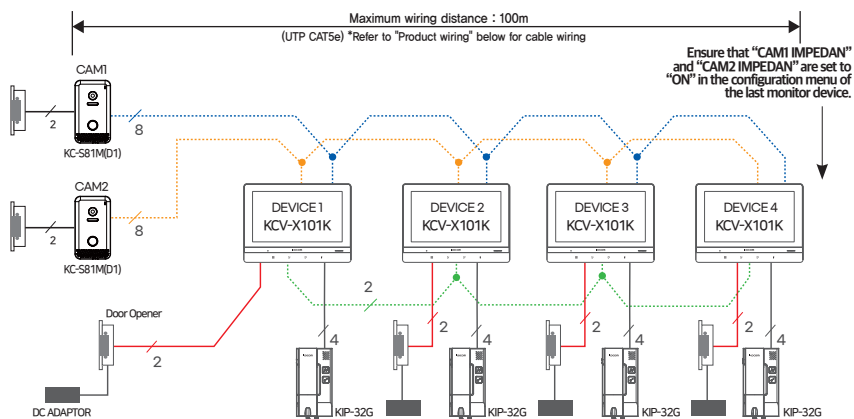 Maximum wiring distance : 100m
(UTP CAT5e) *Refer to "Product wiring" below for cable wiring
Ensure that “CAM1 IMPEDAN”
and “CAM2 IMPEDAN” are set to
“ON” in the configuration menu of
the last monitor device.
CAM1
2
8
KC-S81M(D1)
CAM2
2
8
KC-S81M(D1)
DEVICE 1
KCV-X101K
DEVICE 2
KCV-X101K
DEVICE 3
KCV-X101K
DEVICE 4
KCV-X101K
2
Door Opener
2
4
2
4
2
4
2
4
DC ADAPTOR
KIP-32G
KIP-32G
KIP-32G
KIP-32G